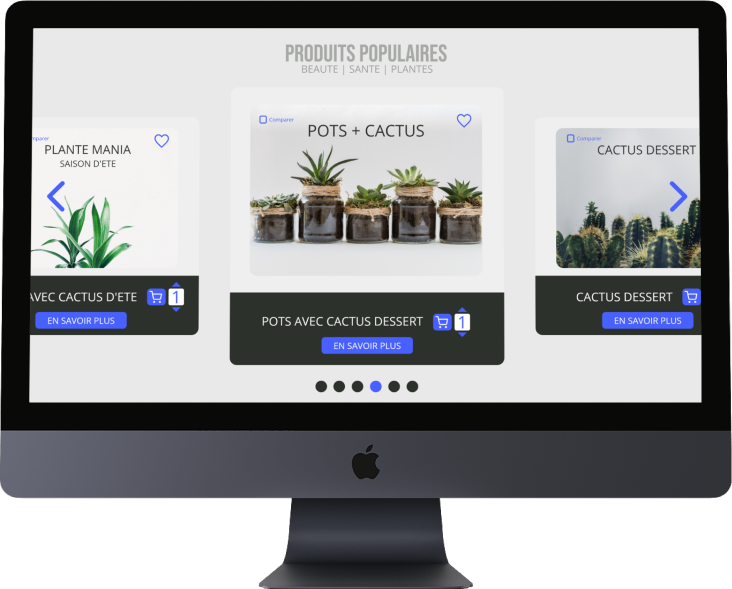 PRODUITS POPULAIRES
BEAUTE | SANTE | PLANTES
PLANTE MANIA
SAISON D'ETE
AVEC CACTUS D'ETE
1
EN SAVOIR PLUS
Comparer
POTS + CACTUS
POTS AVEC CACTUS DESSERT
1
EN SAVOIR PLUS
Comparer
CACTUS DESSERT
CACTUS DESSERT
EN SAVOIR PLUS